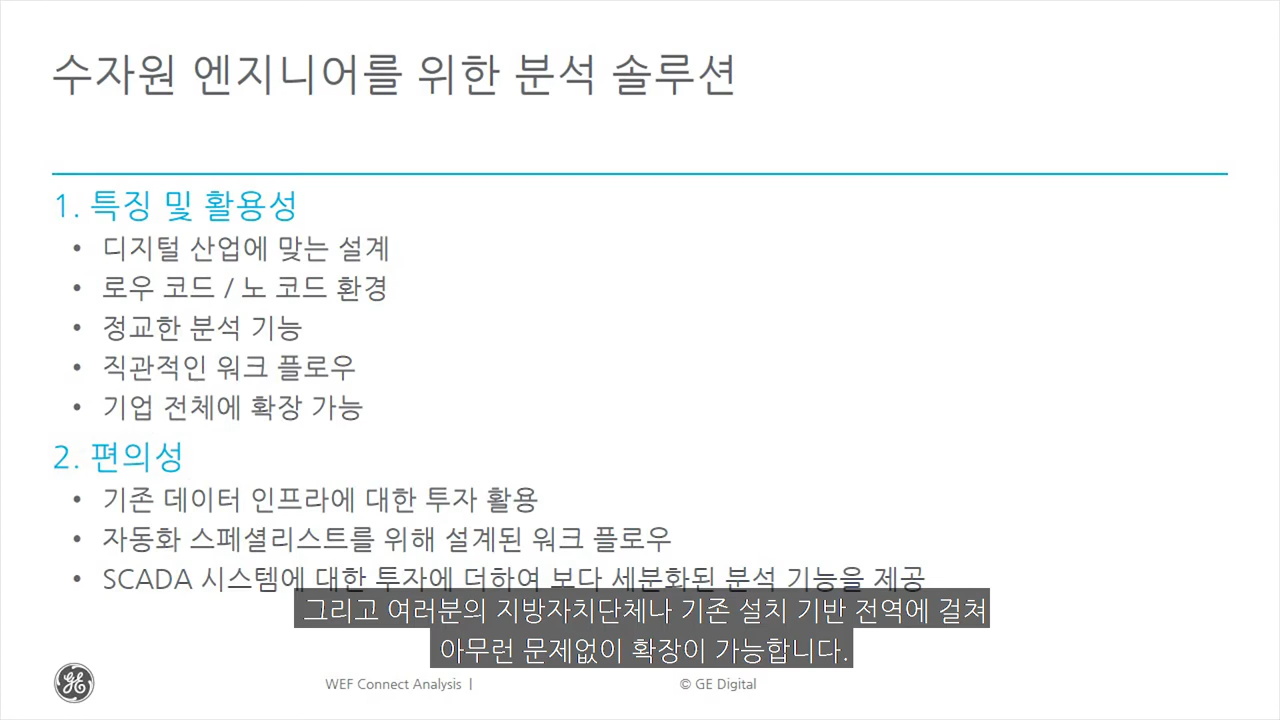 수자원 엔지니어를 위한 분석 솔루션
1. 특징 및 활용성
• 디지털 산업에 맞는 설계
• 로우 코드 / 노 코드 환경
• 정교한 분석 기능
• 직관적인 워크 플로우
• 기업 전체에 확장 가능
2. 편의성
• 기존 데이터 인프라에 대한 투자 활용
• 자동화 스페셜리스트를 위해 설계된 워크 플로우
• SCADA 시스템에 대한 투자에 더하여 보다 세분화된 분석 기능을 제공
그리고 여러분의 지방자치단체나 기존 설치 기반 전역에 걸쳐
아무런 문제없이 확장이 가능합니다.
GE WEF Connect Analysis | © GE Digital